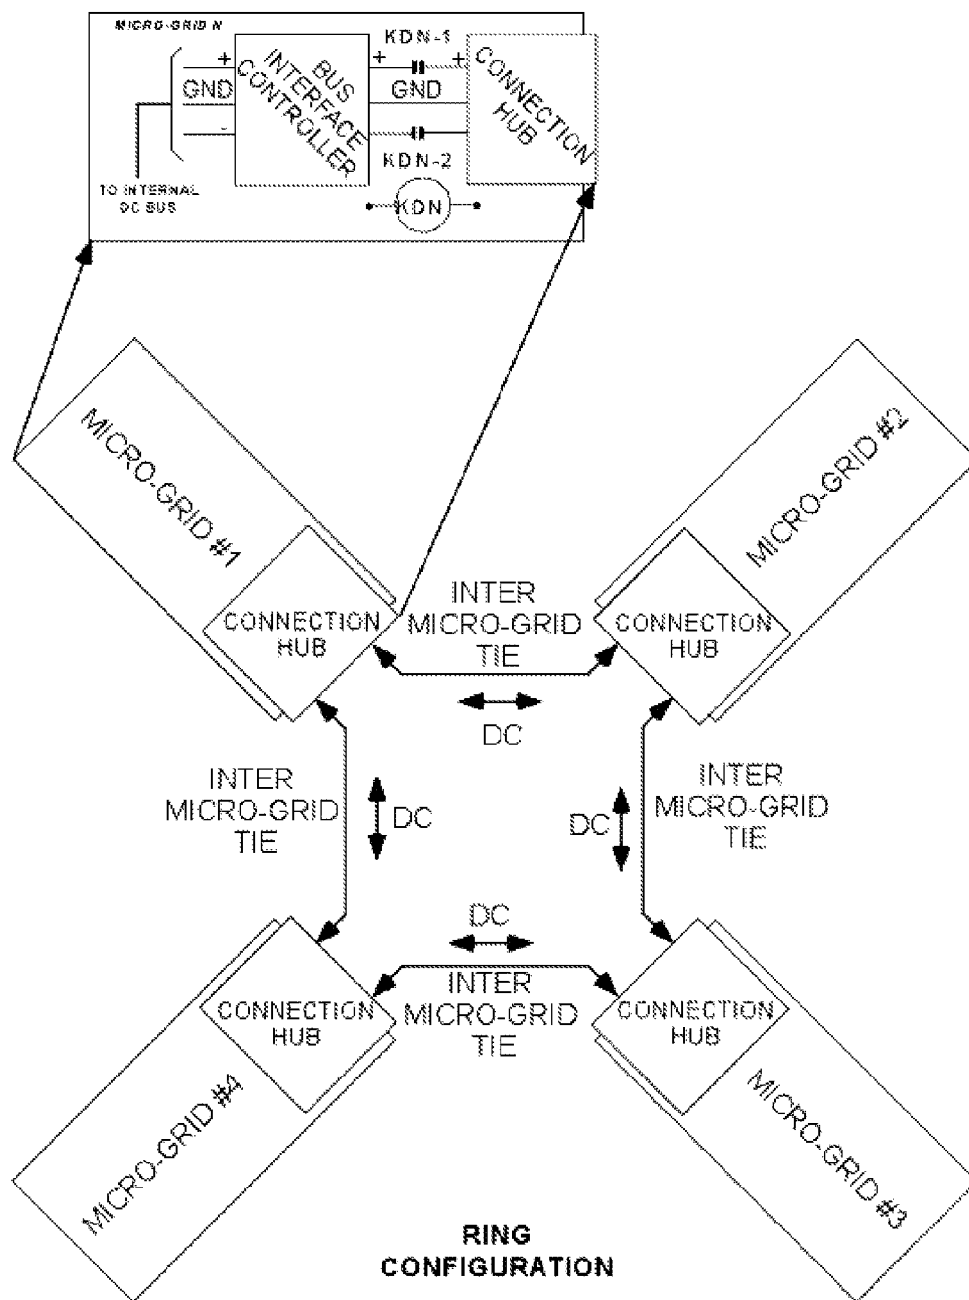 MICRO-GRID N
KDN-1
+
+
+
GND
GND
-
BUS
INTERFACE
CONTROLLER
CONNECTION
HUB
KDN-2
KDN
TO INTERNAL
DC BUS
MICRO-GRID #1
CONNECTION
HUB
MICRO-GRID #2
CONNECTION
HUB
INTER
MICRO-GRID
TIE
DC
INTER
MICRO-GRID
TIE
DC
DC
INTER
MICRO-GRID
TIE
DC
INTER
MICRO-GRID
TIE
CONNECTION
HUB
MICRO-GRID #4
CONNECTION
HUB
MICRO-GRID #3
RING
CONFIGURATION